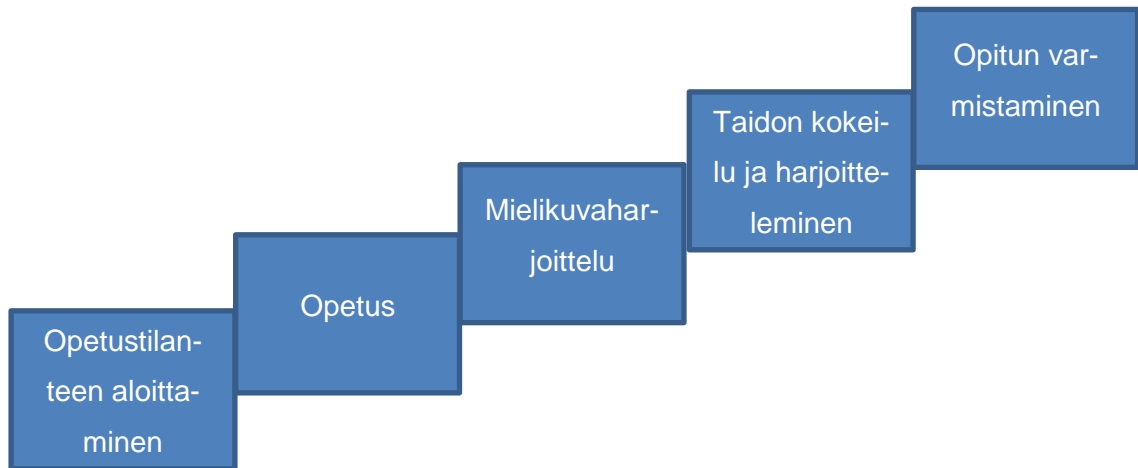 Opetustilan-
teen aloitta-
minen
Opetus
Mielikuvahar-
joittelu
Taidon kokei-
lu ja harjoitte-
leminen
Opitun var-
mistaminen